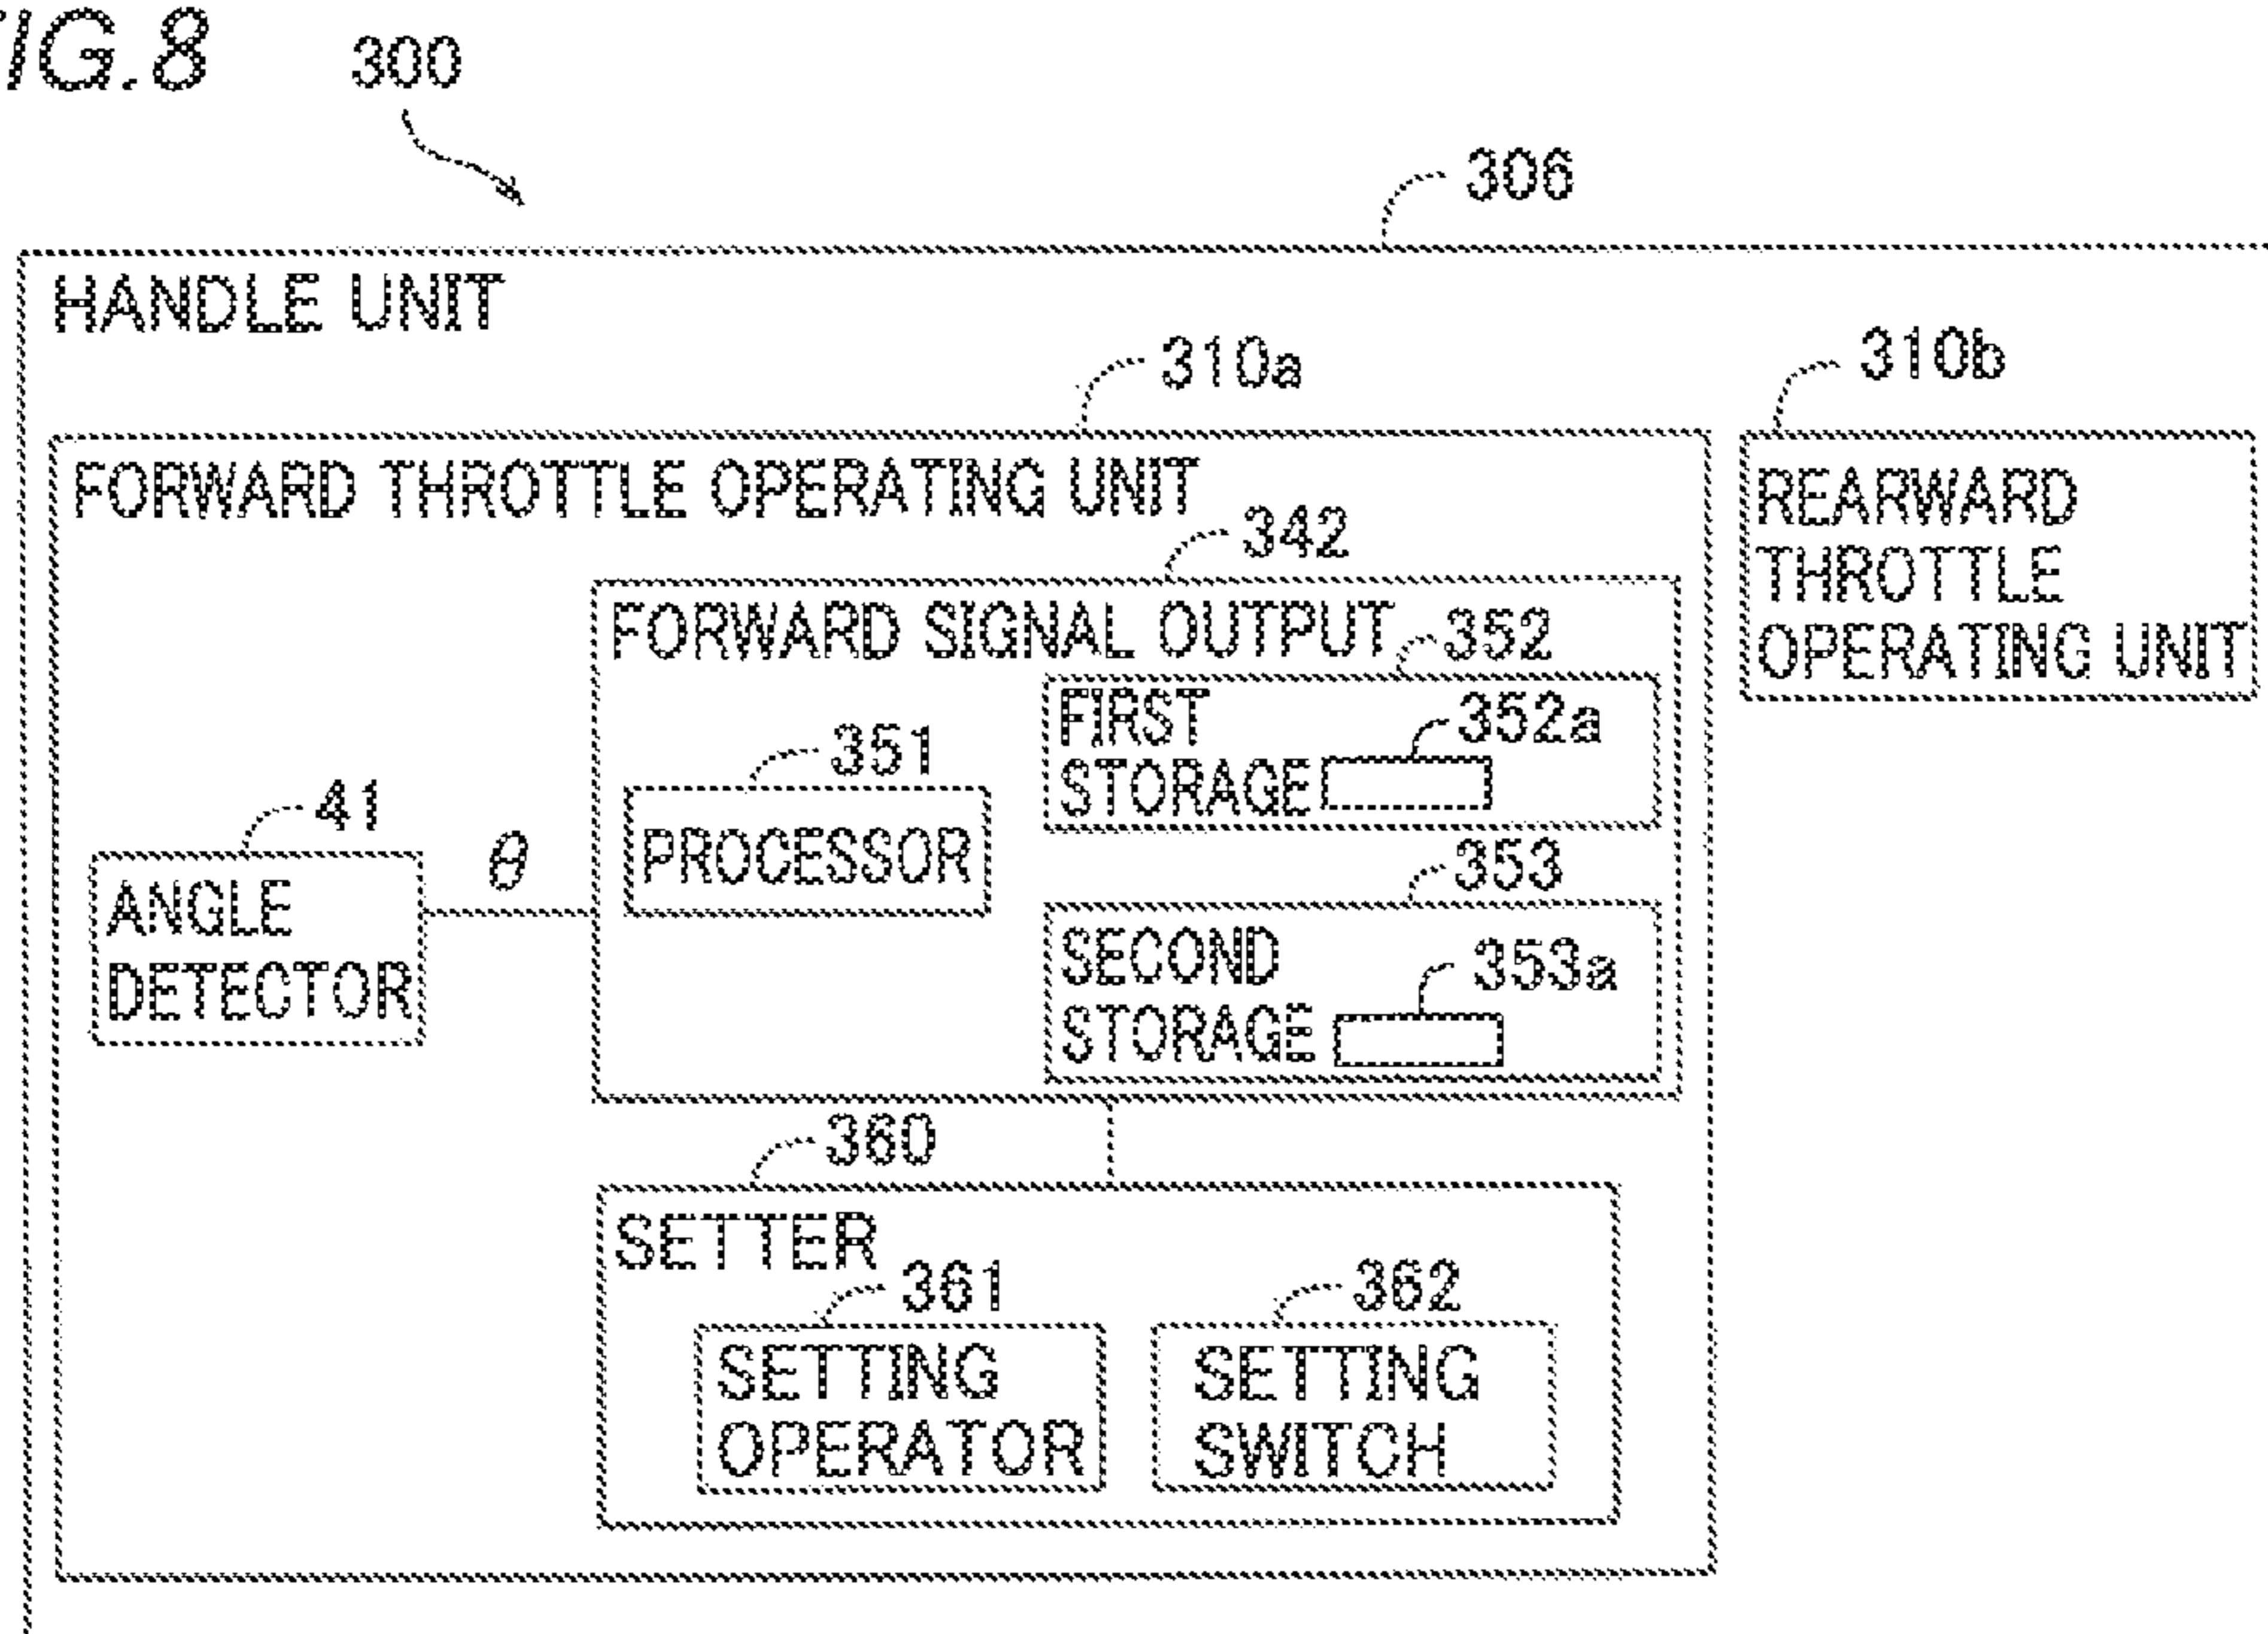 FIG.8
300
306
HANDLE UNIT
310a
310b
FORWARD THROTTLE OPERATING UNIT
REARWARD
THROTTLE
OPERATING UNIT
342
FORWARD SIGNAL OUTPUT
352
FIRST
STORAGE
352a
351
PROCESSOR
41
θ
ANGLE
DETECTOR
353
SECOND
STORAGE
353a
360
SETTER
361
362
SETTING
OPERATOR
SETTING
SWITCH